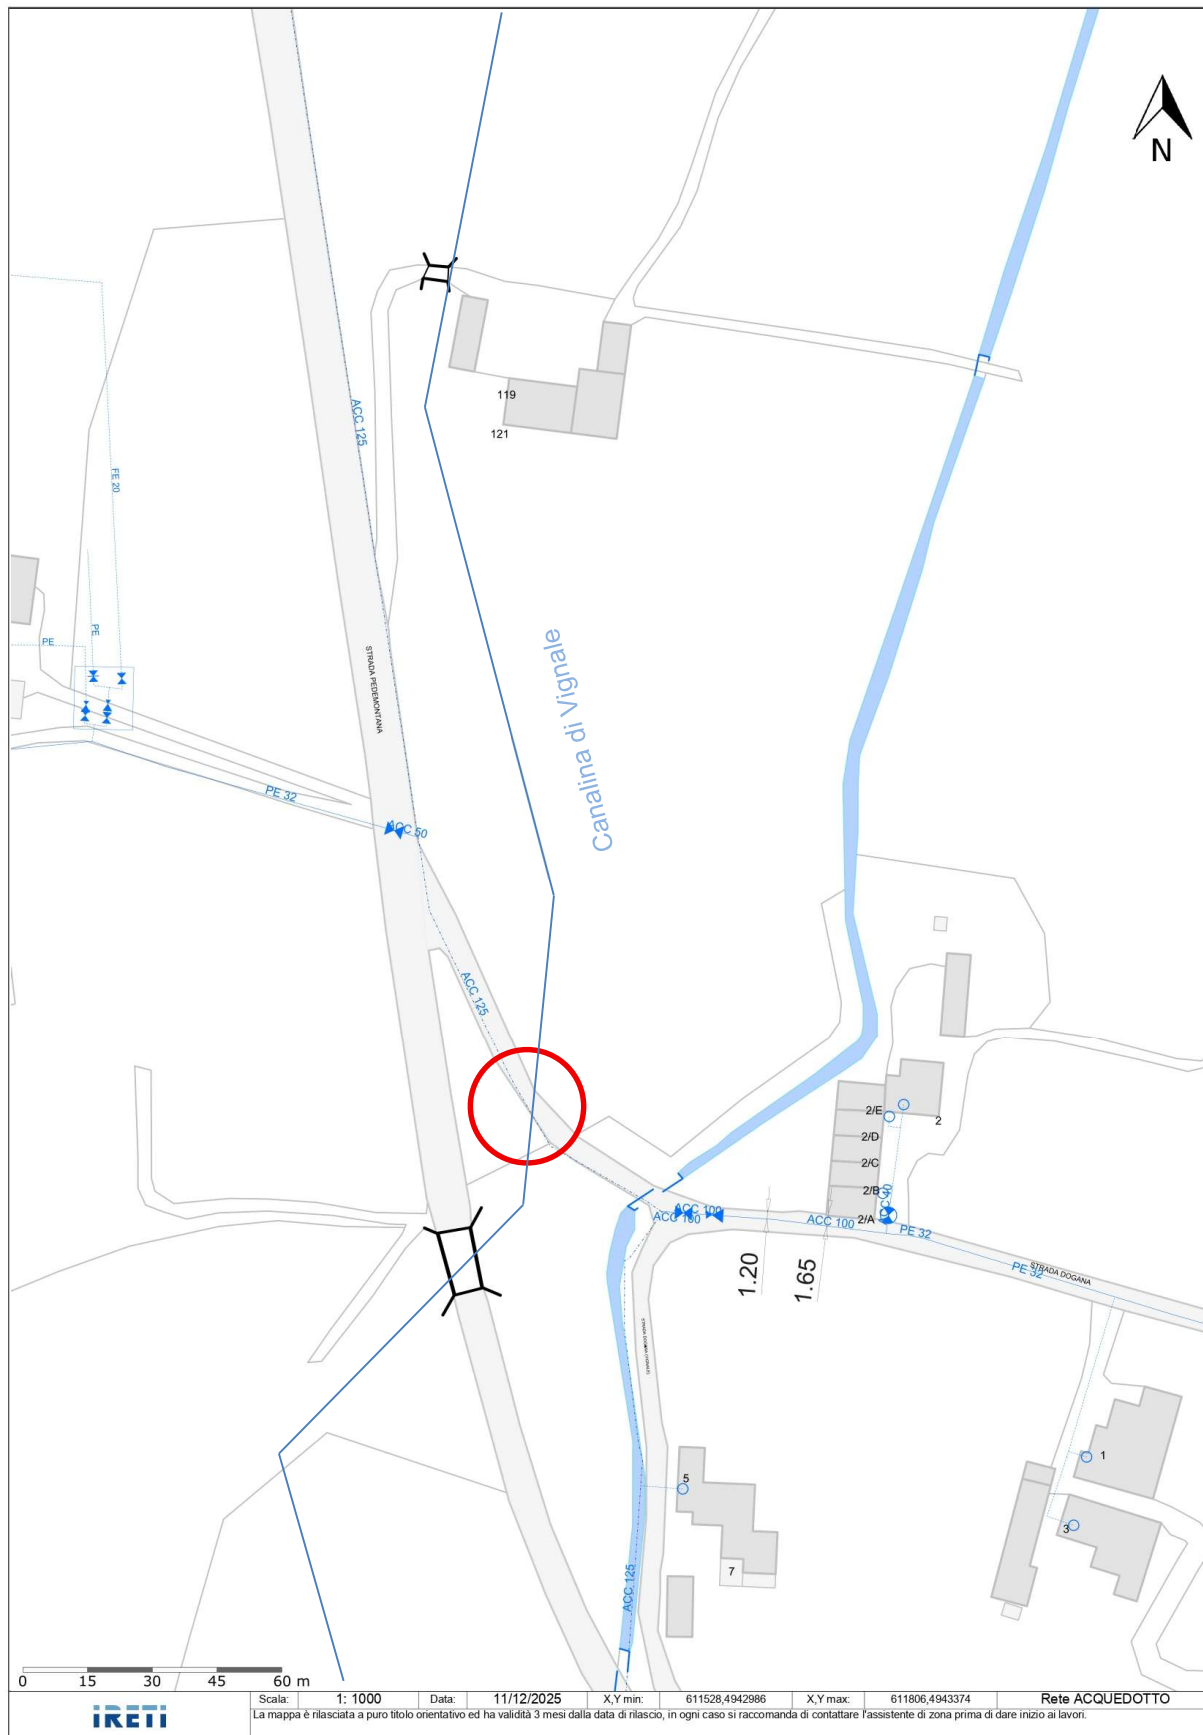 N
119
121
ACC 125
FE 20
PE
PE
STRADA PEDEMONTANA
Canalina di Vignale
PE 32
ACC 50
ACC 125
2/E
2
2/D
2/C
2/B
2/A
ACC 100
ACC 100
ACC 100
PE 32
STRADA DOGANA
PE 32
1.20
1.65
5
1
3
7
ACC 125
0 15 30 45 60 m
IRETI
Scala: 1: 1000 Data: 11/12/2025 X,Y min: 611528,4942986 X,Y max: 611806,4943374 Rete ACQUEDOTTO
La mappa è rilasciata a puro titolo orientativo ed ha validità 3 mesi dalla data di rilascio, in ogni caso si raccomanda di contattare l'assistente di zona prima di dare inizio ai lavori.